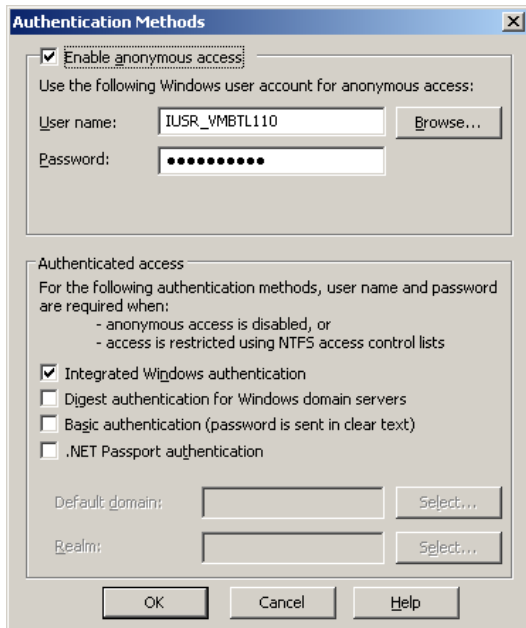 Authentication Methods
Enable anonymous access
Use the following Windows user account for anonymous access:
User name: IUSR_VMBTL110 Browse...
Password: ●●●●●●●●●●
Authenticated access
For the following authentication methods, user name and password
are required when:
- anonymous access is disabled, or
- access is restricted using NTFS access control lists
Integrated Windows authentication
Digest authentication for Windows domain servers
Basic authentication (password is sent in clear text)
.NET Passport authentication
Default domain: Select...
Realm: Select...
OK Cancel Help